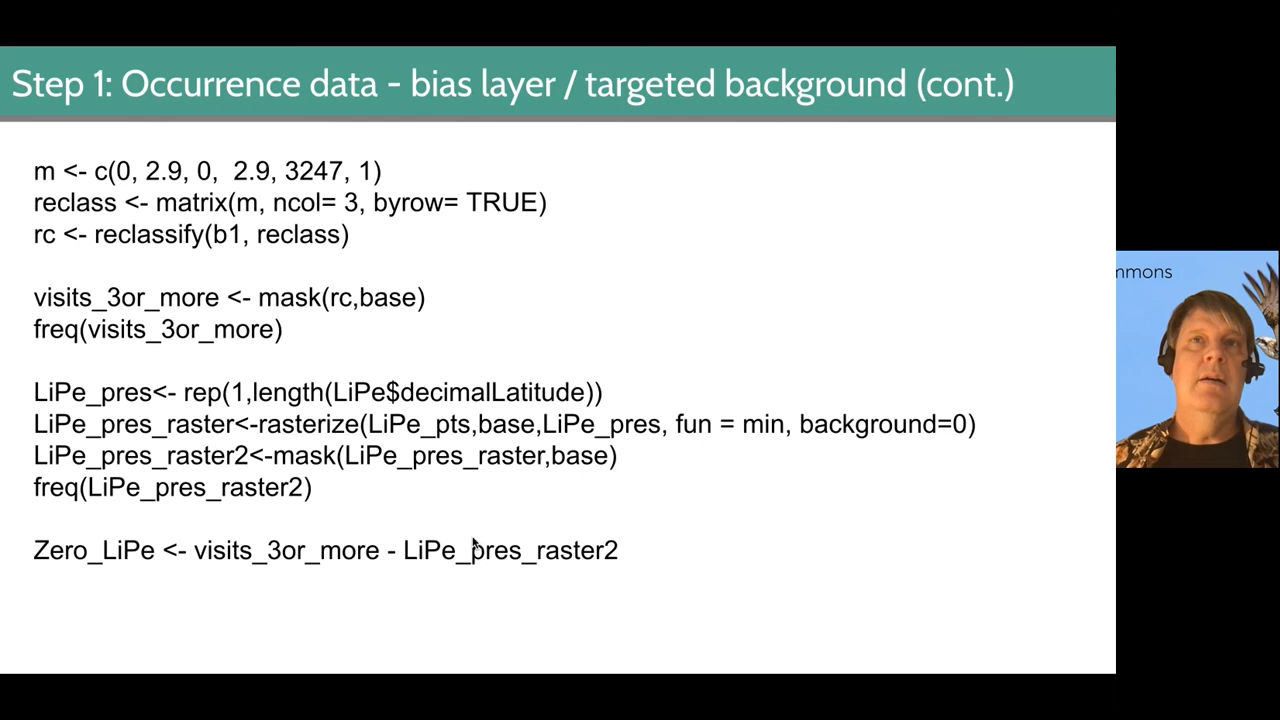 Step 1: Occurrence data - bias layer / targeted background (cont.)
m <- c(0, 2.9, 0,  2.9, 3247, 1)
reclass <- matrix(m, ncol= 3, byrow= TRUE)
rc <- reclassify(b1, reclass)
visits_3or_more <- mask(rc,base)
freq(visits_3or_more)
LiPe_pres<- rep(1,length(LiPe$decimalLatitude))
LiPe_pres_raster<-rasterize(LiPe_pts,base,LiPe_pres, fun = min, background=0)
LiPe_pres_raster2<-mask(LiPe_pres_raster,base)
freq(LiPe_pres_raster2)
Zero_LiPe <- visits_3or_more - LiPe_pres_raster2
mmons